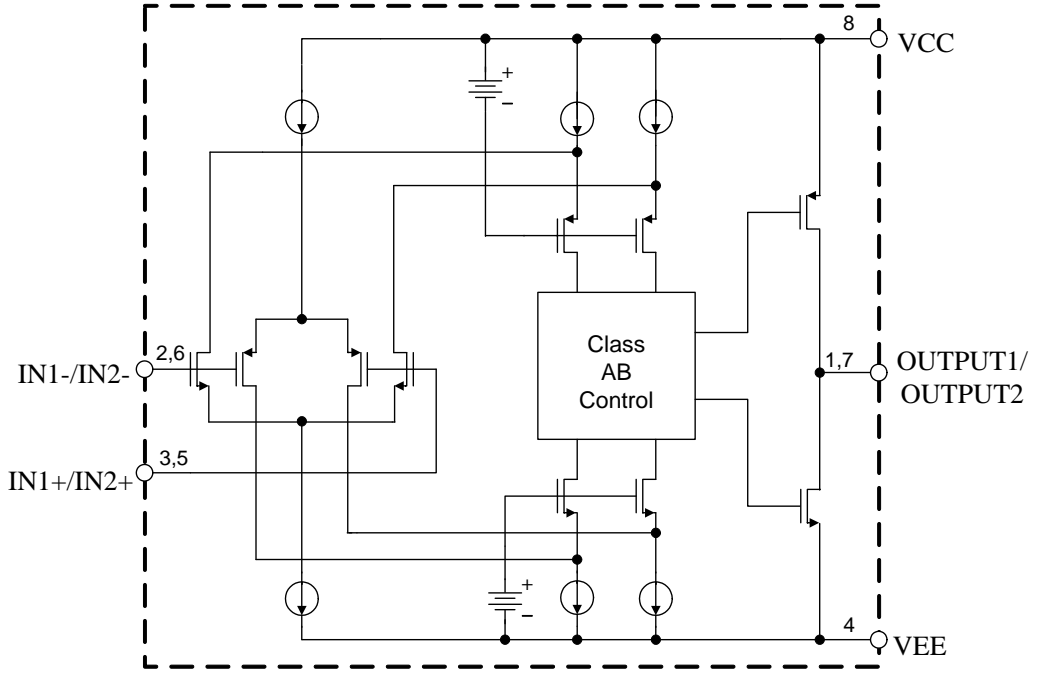 8
VCC
+
−
2,6
IN1-/IN2-
Class
AB
Control
1,7
OUTPUT1/
OUTPUT2
3,5
IN1+/IN2+
+
−
4
VEE